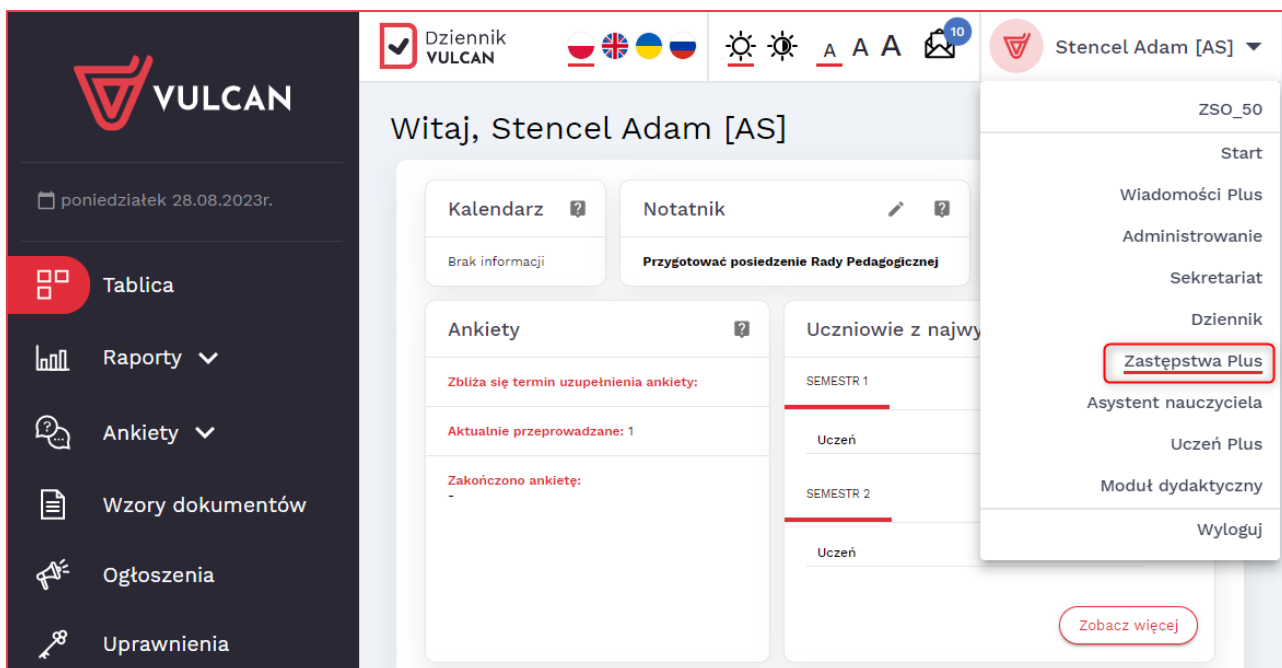 VULCAN
poniedziałek 28.08.2023r.
Tablica
Raporty
Ankiety
Wzory dokumentów
Ogłoszenia
Uprawnienia
Dziennik
VULCAN
A A A
10
Stencel Adam [AS]
Witaj, Stencel Adam [AS]
Kalendarz ?
Brak informacji
Notatnik ?
Przygotować posiedzenie Rady Pedagogicznej
Ankiety ?
Zbliża się termin uzupełnienia ankiety:
Aktualnie przeprowadzane: 1
Zakończono ankietę:
-
Uczniowie z najwy
SEMESTR 1
Uczeń
SEMESTR 2
Uczeń
Zobacz więcej
ZSO_50
Start
Wiadomości Plus
Administrowanie
Sekretariat
Dziennik
Zastępstwa Plus
Asystent nauczyciela
Uczeń Plus
Moduł dydaktyczny
Wyloguj